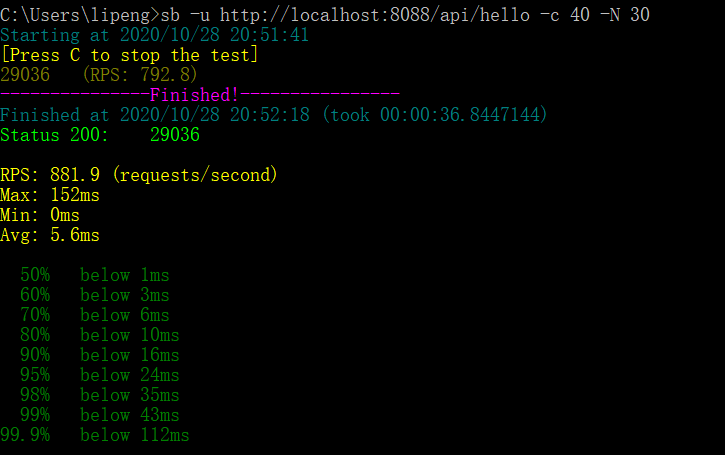 C:\Users\lipeng>sb -u http://localhost:8088/api/hello -c 40 -N 30
Starting at 2020/10/28 20:51:41
[Press C to stop the test]
29036   (RPS: 792.8)
---------------Finished!----------------
Finished at 2020/10/28 20:52:18 (took 00:00:36.8447144)
Status 200:    29036
RPS: 881.9 (requests/second)
Max: 152ms
Min: 0ms
Avg: 5.6ms
50%   below 1ms
60%   below 3ms
70%   below 6ms
80%   below 10ms
90%   below 16ms
95%   below 24ms
98%   below 35ms
99%   below 43ms
99.9%   below 112ms